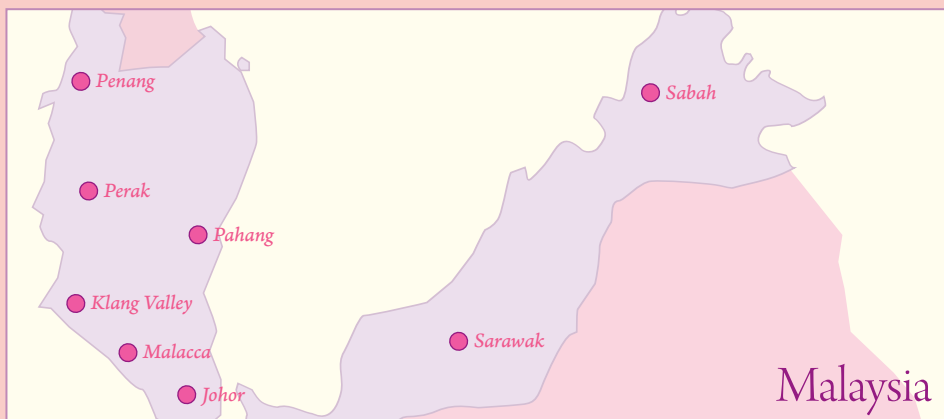 Penang
Sabah
Perak
Pahang
Klang Valley
Sarawak
Malacca
Johor
Malaysia